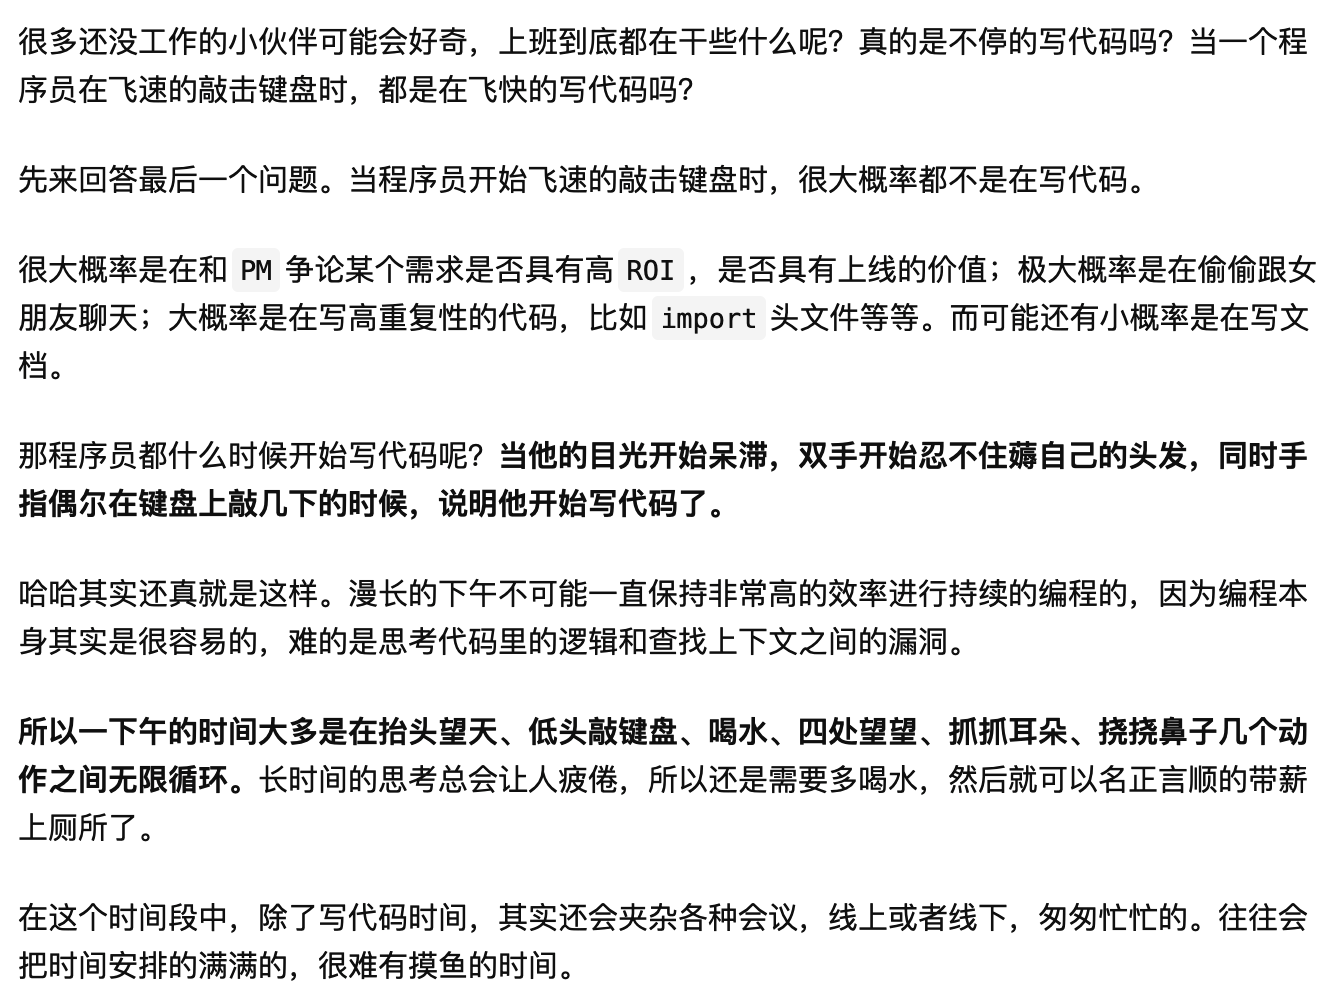 很多还没工作的小伙伴可能会好奇，上班到底都在干些什么呢？真的是不停的写代码吗？当一个程
序员在飞速的敲击键盘时，都是在飞快的写代码吗？
先来回答最后一个问题。当程序员开始飞速的敲击键盘时，很大概率都不是在写代码。
很大概率是在和 PM 争论某个需求是否具有高 ROI ，是否具有上线的价值；极大概率是在偷偷跟女
朋友聊天；大概率是在写高重复性的代码，比如 import 头文件等等。而可能还有小概率是在写文
档。
那程序员都什么时候开始写代码呢？当他的目光开始呆滞，双手开始忍不住薅自己的头发，同时手
指偶尔在键盘上敲几下的时候，说明他开始写代码了。
哈哈其实还真就是这样。漫长的下午不可能一直保持非常高的效率进行持续的编程的，因为编程本
身其实是很容易的，难的是思考代码里的逻辑和查找上下文之间的漏洞。
所以一下午的时间大多是在抬头望天、低头敲键盘、喝水、四处望望、抓抓耳朵、挠挠鼻子几个动
作之间无限循环。长时间的思考总会让人疲倦，所以还是需要多喝水，然后就可以名正言顺的带薪
上厕所了。
在这个时间段中，除了写代码时间，其实还会夹杂各种会议，线上或者线下，匆匆忙忙的。往往会
把时间安排的满满的，很难有摸鱼的时间。